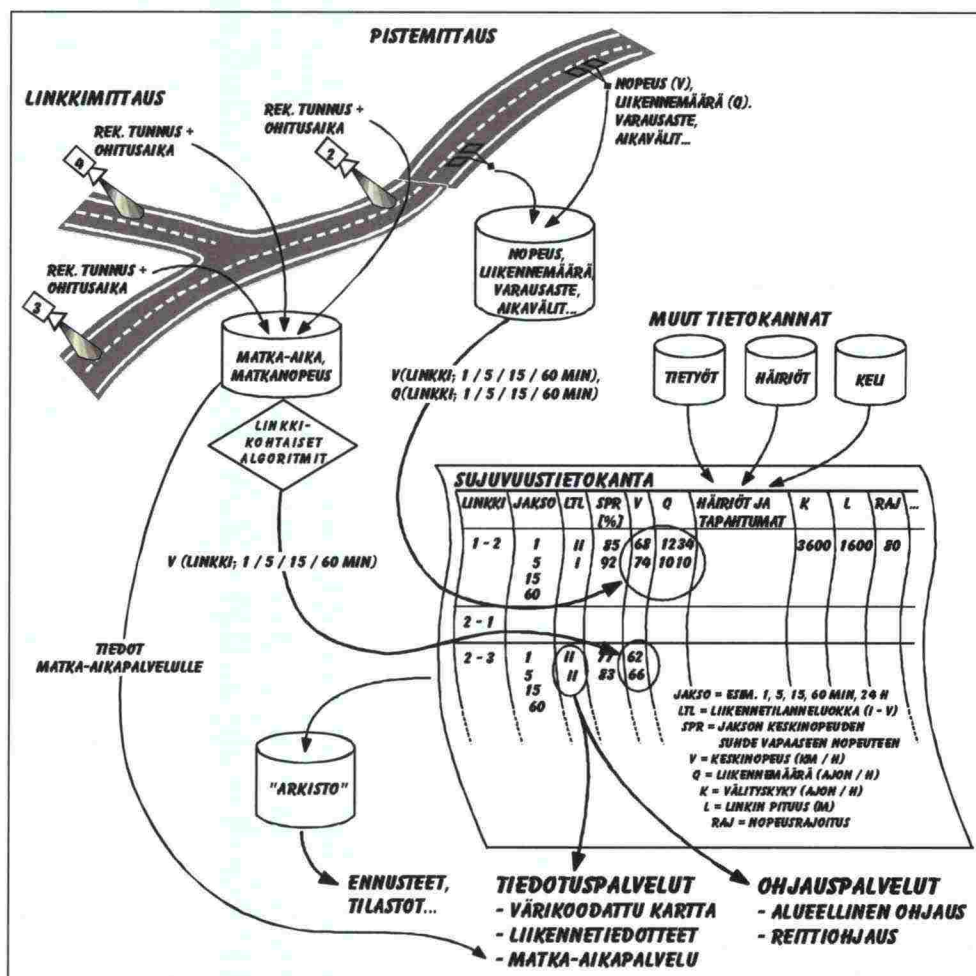 PISTEMITTAUS
LINKKIMITTAUS
NOPEUS (V),
LIIKENNEMÄÄRÄ (Q).
VARAUSASTE,
AIKAVÄLIT...
REK. TUNNUS +
OHITUSAIKA
REK. TUNNUS +
OHITUSAIKA
2
4
REK. TUNNUS +
OHITUSAIKA
3
NOPEUS,
LIIKENNEMÄÄRÄ,
VARAUSASTE,
AIKAVÄLIT...
MUUT TIETOKANNAT
TIETYÖT
HÄIRIÖT
KELI
MATKA-AIKA,
MATKANOPEUS
V(LINKKI; 1 / 5 / 15 / 60 MIN),
Q(LINKKI; 1 / 5 / 15 / 60 MIN)
LINKKI-
KOHTAISET
ALGORITMIT
V (LINKKI; 1 / 5 / 15 / 60 MIN)
SUJUVUUSTIETOKANTA
LINKKI JAKSO LTL SPR [%] V Q HÄIRIÖT JA TAPAHTUMAT K L RAJ ...
1 - 2 1 II 85 68 1234 3600 1600 80
5 I 92 74 1010
15
60
2 - 1
2 - 3 1 II 77 62
5 II 83 66
15
60
JAKSO = ESIM. 1, 5, 15, 60 MIN, 24 H
LTL = LIIKENNETILANNELUOKKA (I - V)
SPR = JAKSON KESKINOPEUDEN
SUHDE VAPAASEEN NOPEUTEEN
V = KESKINOPEUS (KM / H)
Q = LIIKENNEMÄÄRÄ (AJON / H)
K = VÄLITYSKYKY (AJON / H)
L = LINKIN PITUUS (M)
RAJ = NOPEUSRAJOITUS
TIEDOT
MATKA-AIKAPALVELULLE
"ARKISTO"
ENNUSTEET,
TILASTOT...
TIEDOTUSPALVELUT
- VÄRIKOODATTU KARTTA
- LIIKENNETIEDOTTEET
- MATKA-AIKAPALVELU
OHJAUSPALVELUT
- ALUEELLINEN OHJAUS
- REITTIOHJAUS